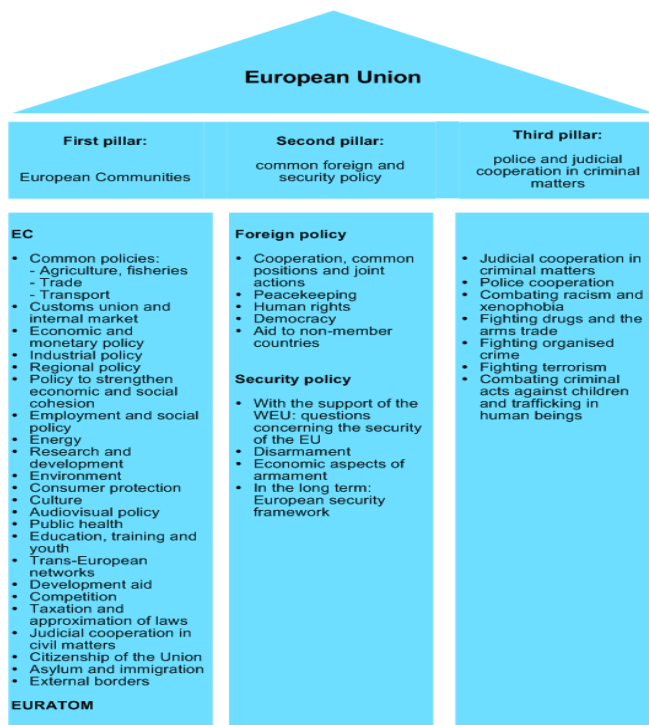 European Union
First pillar:
European Communities
Second pillar:
common foreign and
security policy
Third pillar:
police and judicial
cooperation in criminal
matters
EC
• Common policies:
- Agriculture, fisheries
- Trade
- Transport
• Customs union and
internal market
• Economic and
monetary policy
• Industrial policy
• Regional policy
• Policy to strengthen
economic and social
cohesion
• Employment and social
policy
• Energy
• Research and
development
• Environment
• Consumer protection
• Culture
• Audiovisual policy
• Public health
• Education, training and
youth
• Trans-European
networks
• Development aid
• Competition
• Taxation and
approximation of laws
• Judicial cooperation in
civil matters
• Citizenship of the Union
• Asylum and immigration
• External borders
EURATOM
Foreign policy
• Cooperation, common
positions and joint
actions
• Peacekeeping
• Human rights
• Democracy
• Aid to non-member
countries
Security policy
• With the support of the
WEU: questions
concerning the security
of the EU
• Disarmament
• Economic aspects of
armament
• In the long term:
European security
framework
• Judicial cooperation in
criminal matters
• Police cooperation
• Combating racism and
xenophobia
• Fighting drugs and the
arms trade
• Fighting organised
crime
• Fighting terrorism
• Combating criminal
acts against children
and trafficking in
human beings